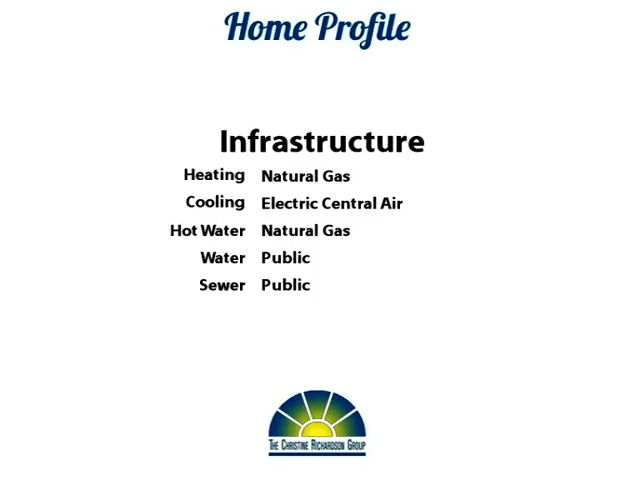 Home Profile
Infrastructure
Heating Natural Gas
Cooling Electric Central Air
Hot Water Natural Gas
Water Public
Sewer Public
The Christine Richardson Group